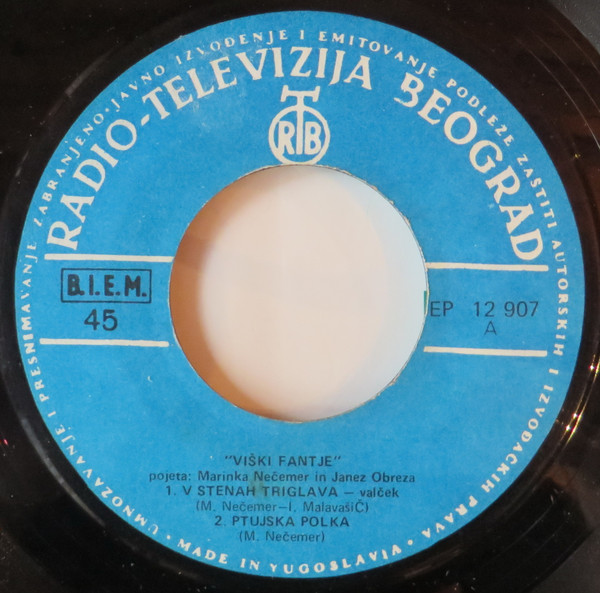 UMNOŽAVANJE I PRESNIMAVANJE ZABRANJENO·JAVNO IZVOĐENJE I EMITOVANJE PODLEŽE ZAŠTITI AUTORSKIH I IZVOĐAČKIH PRAVA·
RADIO-TELEVIZIJA BEOGRAD
RTB
B.I.E.M.
45
EP 12 907
A
"VIŠKI FANTJE"
pojeta: Marinka Nečemer in Janez Obreza
1. V STENAH TRIGLAVA – valček
(M. Nečemer–I. MalavašiČ)
2. PTUJSKA POLKA
(M. Nečemer)
MADE IN YUGOSLAVIA·